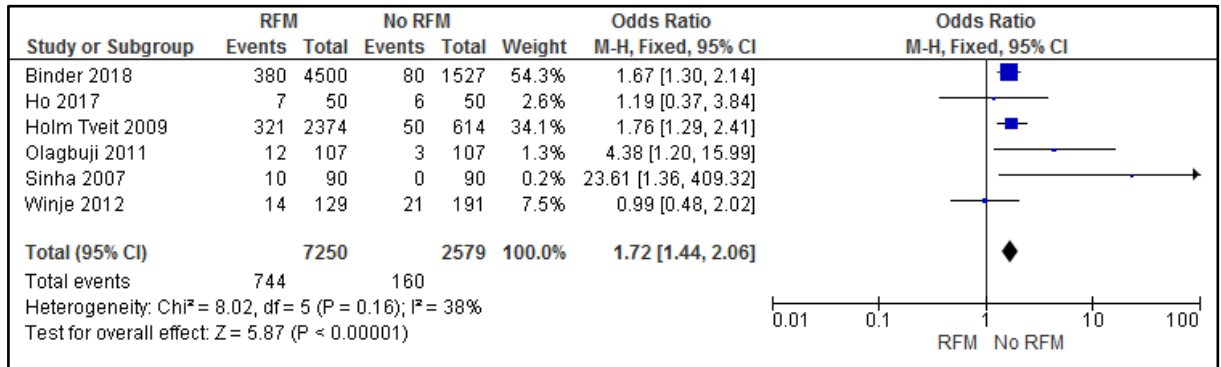 RFM No RFM Odds Ratio Odds Ratio
Study or Subgroup Events Total Events Total Weight M-H, Fixed, 95% CI M-H, Fixed, 95% CI
Binder 2018 380 4500 80 1527 54.3% 1.67 [1.30, 2.14]
Ho 2017 7 50 6 50 2.6% 1.19 [0.37, 3.84]
Holm Tveit 2009 321 2374 50 614 34.1% 1.76 [1.29, 2.41]
Olagbuji 2011 12 107 3 107 1.3% 4.38 [1.20, 15.99]
Sinha 2007 10 90 0 90 0.2% 23.61 [1.36, 409.32]
Winje 2012 14 129 21 191 7.5% 0.99 [0.48, 2.02]
Total (95% CI) 7250 2579 100.0% 1.72 [1.44, 2.06]
Total events 744 160
Heterogeneity: Chi² = 8.02, df = 5 (P = 0.16); I² = 38%
Test for overall effect: Z = 5.87 (P < 0.00001)
0.01 0.1 1 10 100
RFM No RFM